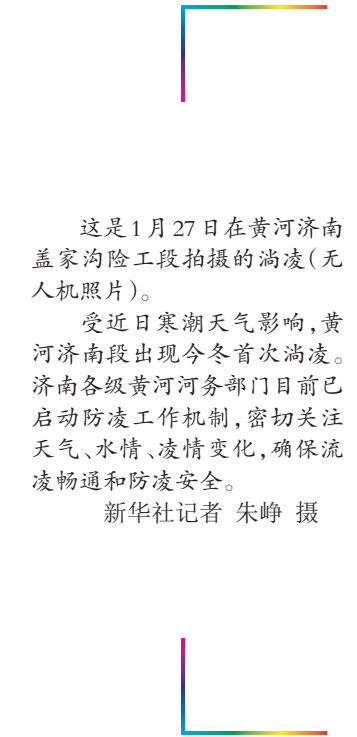 这是1月27日在黄河济南
盖家沟险工段拍摄的淌凌(无
人机照片)。
受近日寒潮天气影响,黄
河济南段出现今冬首次淌凌。
济南各级黄河河务部门目前已
启动防凌工作机制,密切关注
天气、水情、凌情变化,确保流
凌畅通和防凌安全。
新华社记者 朱峥 摄